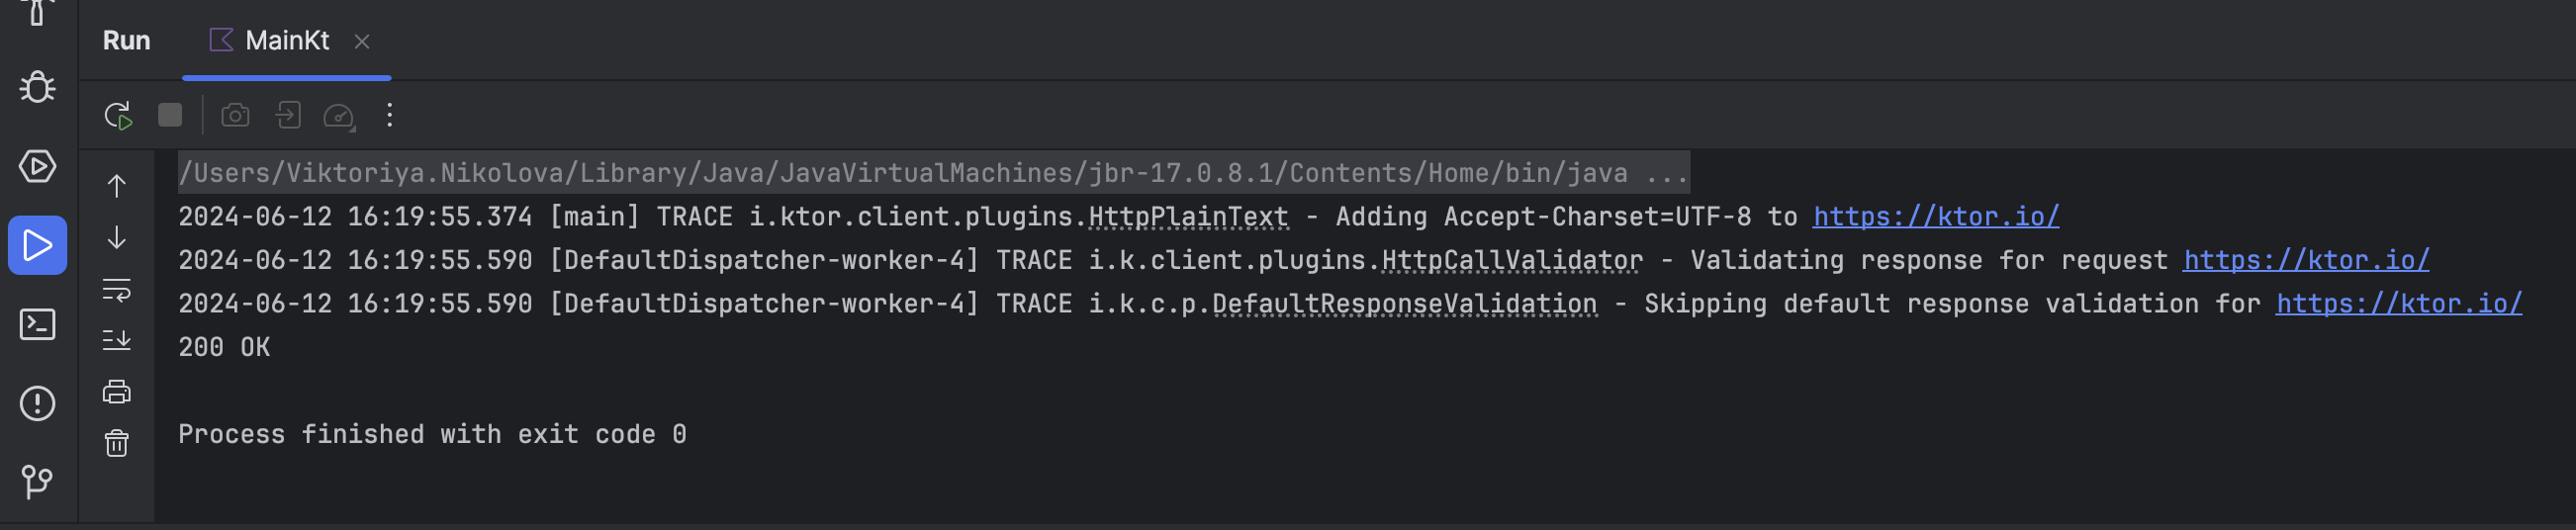 Run MainKt
/Users/Viktoriya.Nikolova/Library/Java/JavaVirtualMachines/jbr-17.0.8.1/Contents/Home/bin/java ...
2024-06-12 16:19:55.374 [main] TRACE i.ktor.client.plugins.HttpPlainText - Adding Accept-Charset=UTF-8 to https://ktor.io/
2024-06-12 16:19:55.590 [DefaultDispatcher-worker-4] TRACE i.k.client.plugins.HttpCallValidator - Validating response for request https://ktor.io/
2024-06-12 16:19:55.590 [DefaultDispatcher-worker-4] TRACE i.k.c.p.DefaultResponseValidation - Skipping default response validation for https://ktor.io/
200 OK
Process finished with exit code 0